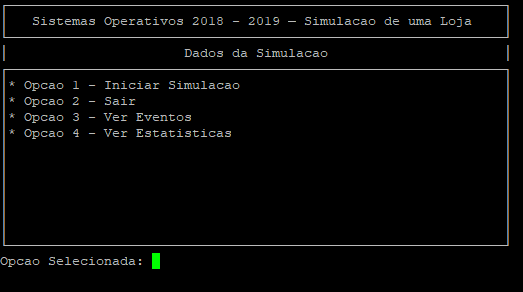 Sistemas Operativos 2018 - 2019 — Simulacao de uma Loja
Dados da Simulacao
* Opcao 1 - Iniciar Simulacao
* Opcao 2 - Sair
* Opcao 3 - Ver Eventos
* Opcao 4 - Ver Estatisticas
Opcao Selecionada: